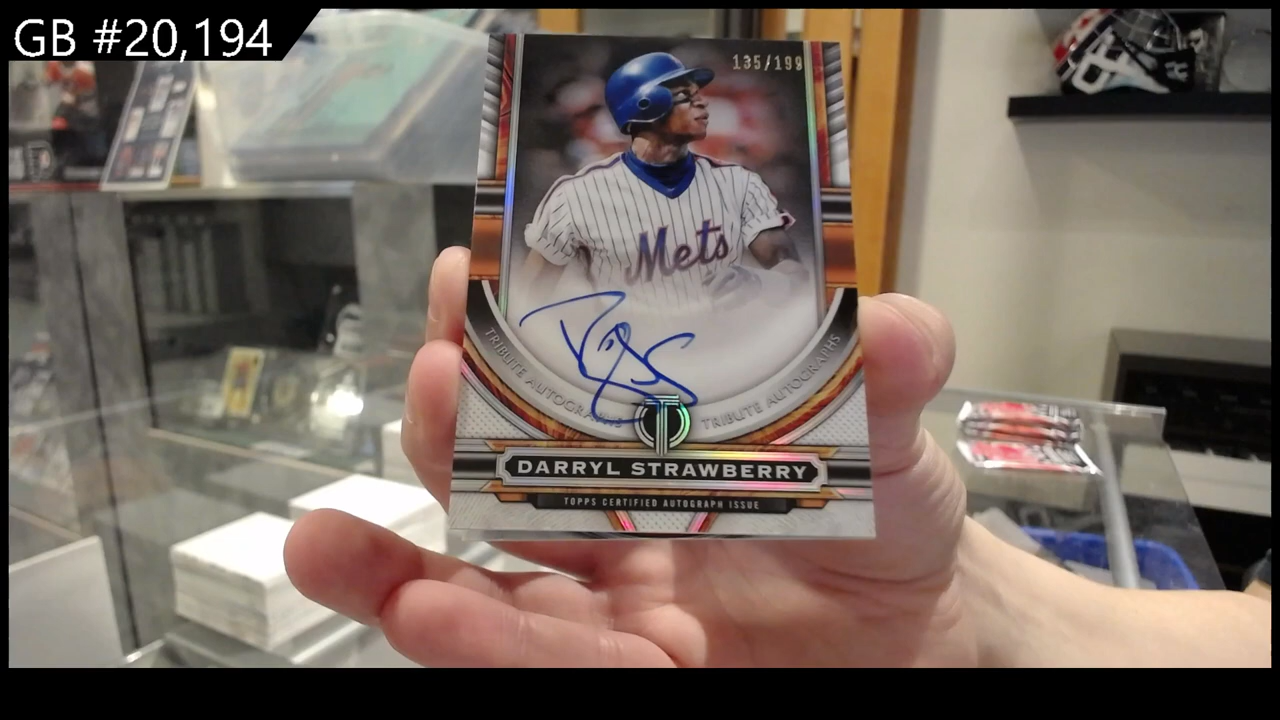 GB #20,194
135/199
Mets
TRIBUTE AUTOGRAPHS
TRIBUTE AUTOGRAPHS
DARRYL STRAWBERRY
TOPPS CERTIFIED AUTOGRAPH ISSUE